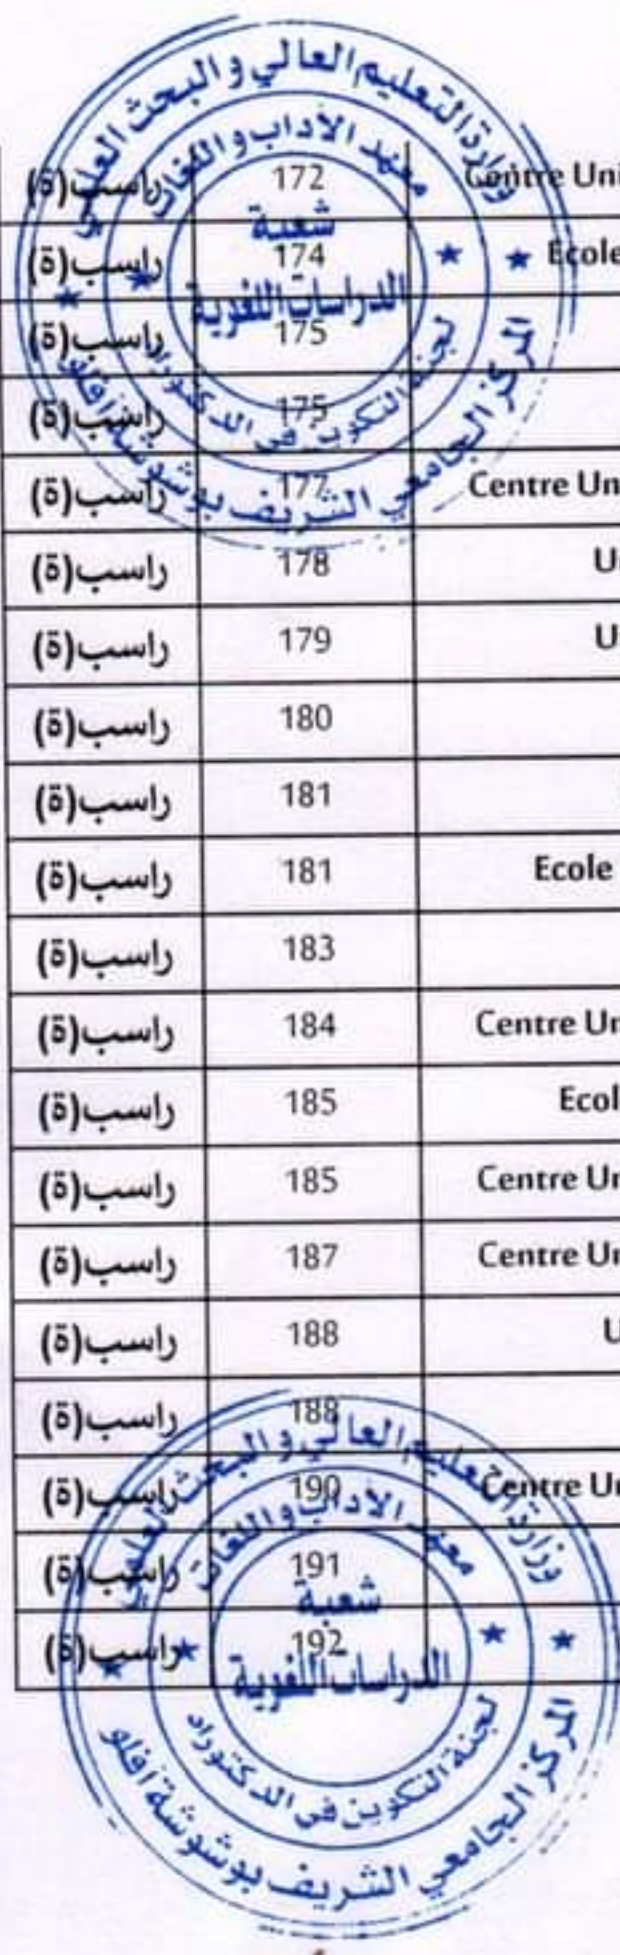 وزارة التعليم العالي والبحث العلمي
معهد الآداب واللغات
شعبة
الدراسات اللغوية
لجنة التكوين في الدكتوراد
المركز الجامعي الشريف بوشوشة افلو
راسب(ة) 172 Centre Uni
راسب(ة) 174 Ecole
راسب(ة) 175
راسب(ة) 175
راسب(ة) 177 Centre Un
راسب(ة) 178 U
راسب(ة) 179 U
راسب(ة) 180
راسب(ة) 181
راسب(ة) 181 Ecole
راسب(ة) 183
راسب(ة) 184 Centre Un
راسب(ة) 185 Ecol
راسب(ة) 185 Centre Un
راسب(ة) 187 Centre Un
راسب(ة) 188 U
راسب(ة) 188
راسب(ة) 190 Centre Un
راسب(ة) 191
راسب(ة) 192
وزارة التعليم العالي والبحث العلمي
معهد الآداب واللغات
شعبة
الدراسات اللغوية
لجنة التكوين في الدكتوراد
المركز الجامعي الشريف بوشوشة افلو